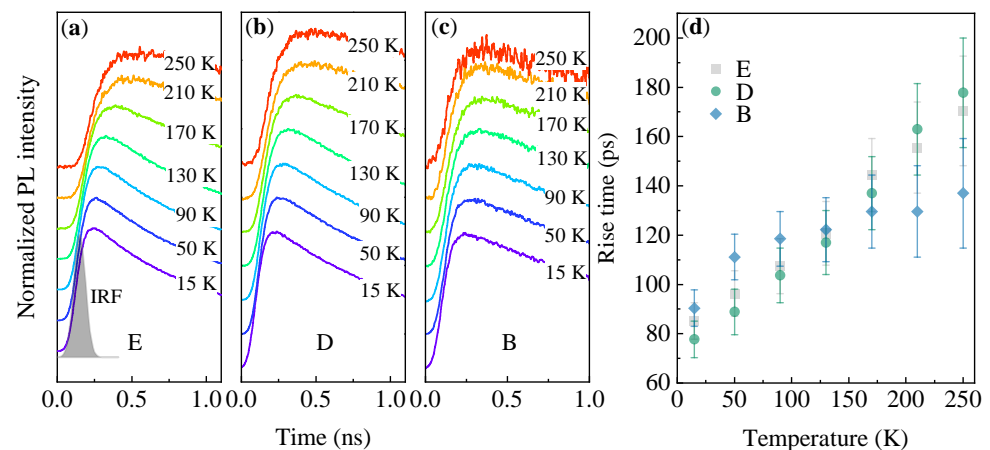 (a)
250 K
210 K
170 K
130 K
90 K
50 K
15 K
IRF
E
(b)
250 K
210 K
170 K
130 K
90 K
50 K
15 K
D
(c)
250 K
210 K
170 K
130 K
90 K
50 K
15 K
B
Normalized PL intensity
0.0 0.5 1.0
0.0 0.5 1.0
0.0 0.5 1.0
Time (ns)
(d)
E
D
B
Rise time (ps)
200
180
160
140
120
100
80
60
0 50 100 150 200 250
Temperature (K)